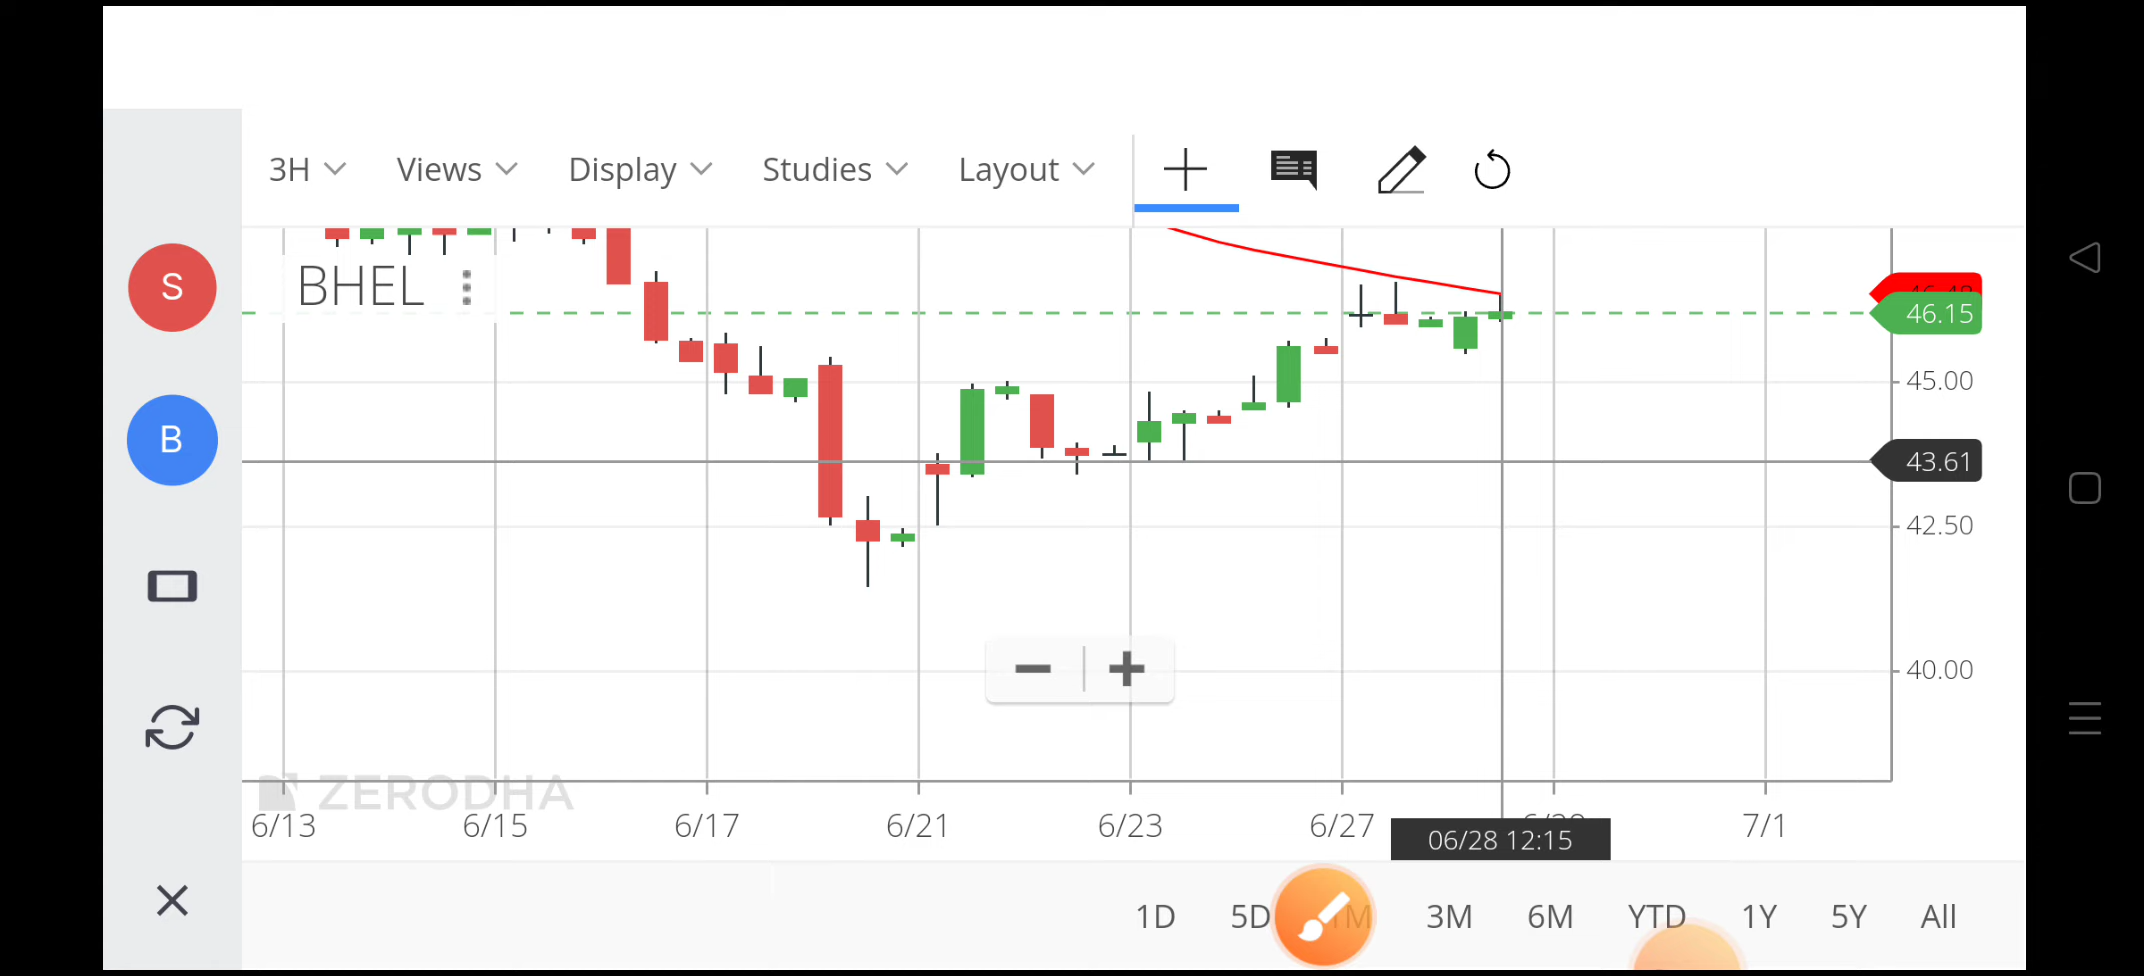 3H Views Display Studies Layout
S
BHEL
46.15
45.00
B
43.61
42.50
40.00
ZERODHA
6/13 6/15 6/17 6/21 6/23 6/27 7/1
06/28 12:15
1D 5D 1M 3M 6M YTD 1Y 5Y All